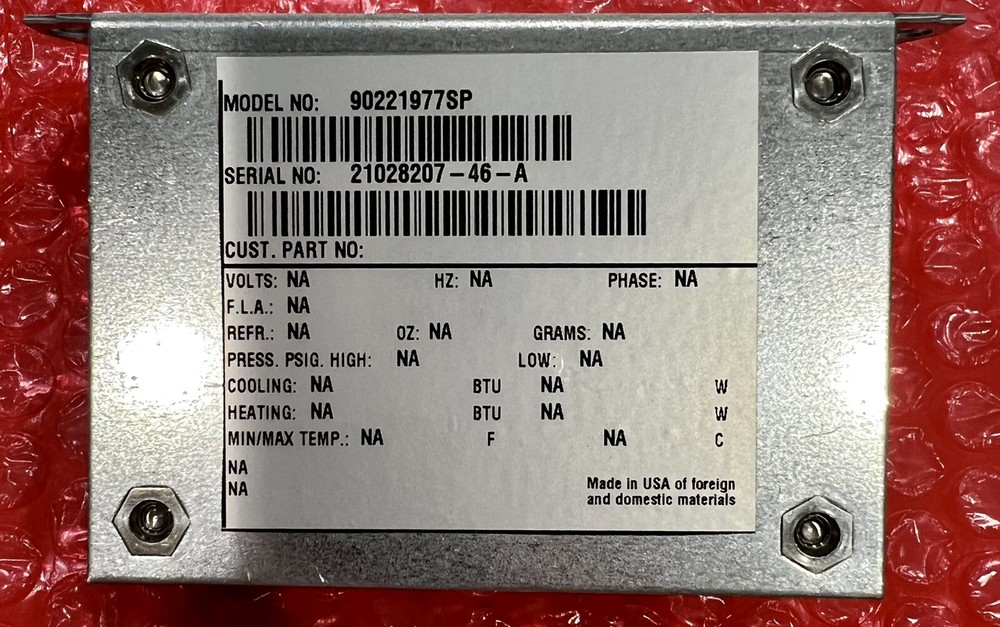 MODEL NO: 90221977SP
SERIAL NO: 21028207-46-A
CUST. PART NO:
VOLTS: NA HZ: NA PHASE: NA
F.L.A.: NA
REFR.: NA OZ: NA GRAMS: NA
PRESS. PSIG. HIGH: NA LOW: NA
COOLING: NA BTU NA W
HEATING: NA BTU NA W
MIN/MAX TEMP.: NA F NA C
NA
NA
Made in USA of foreign
and domestic materials